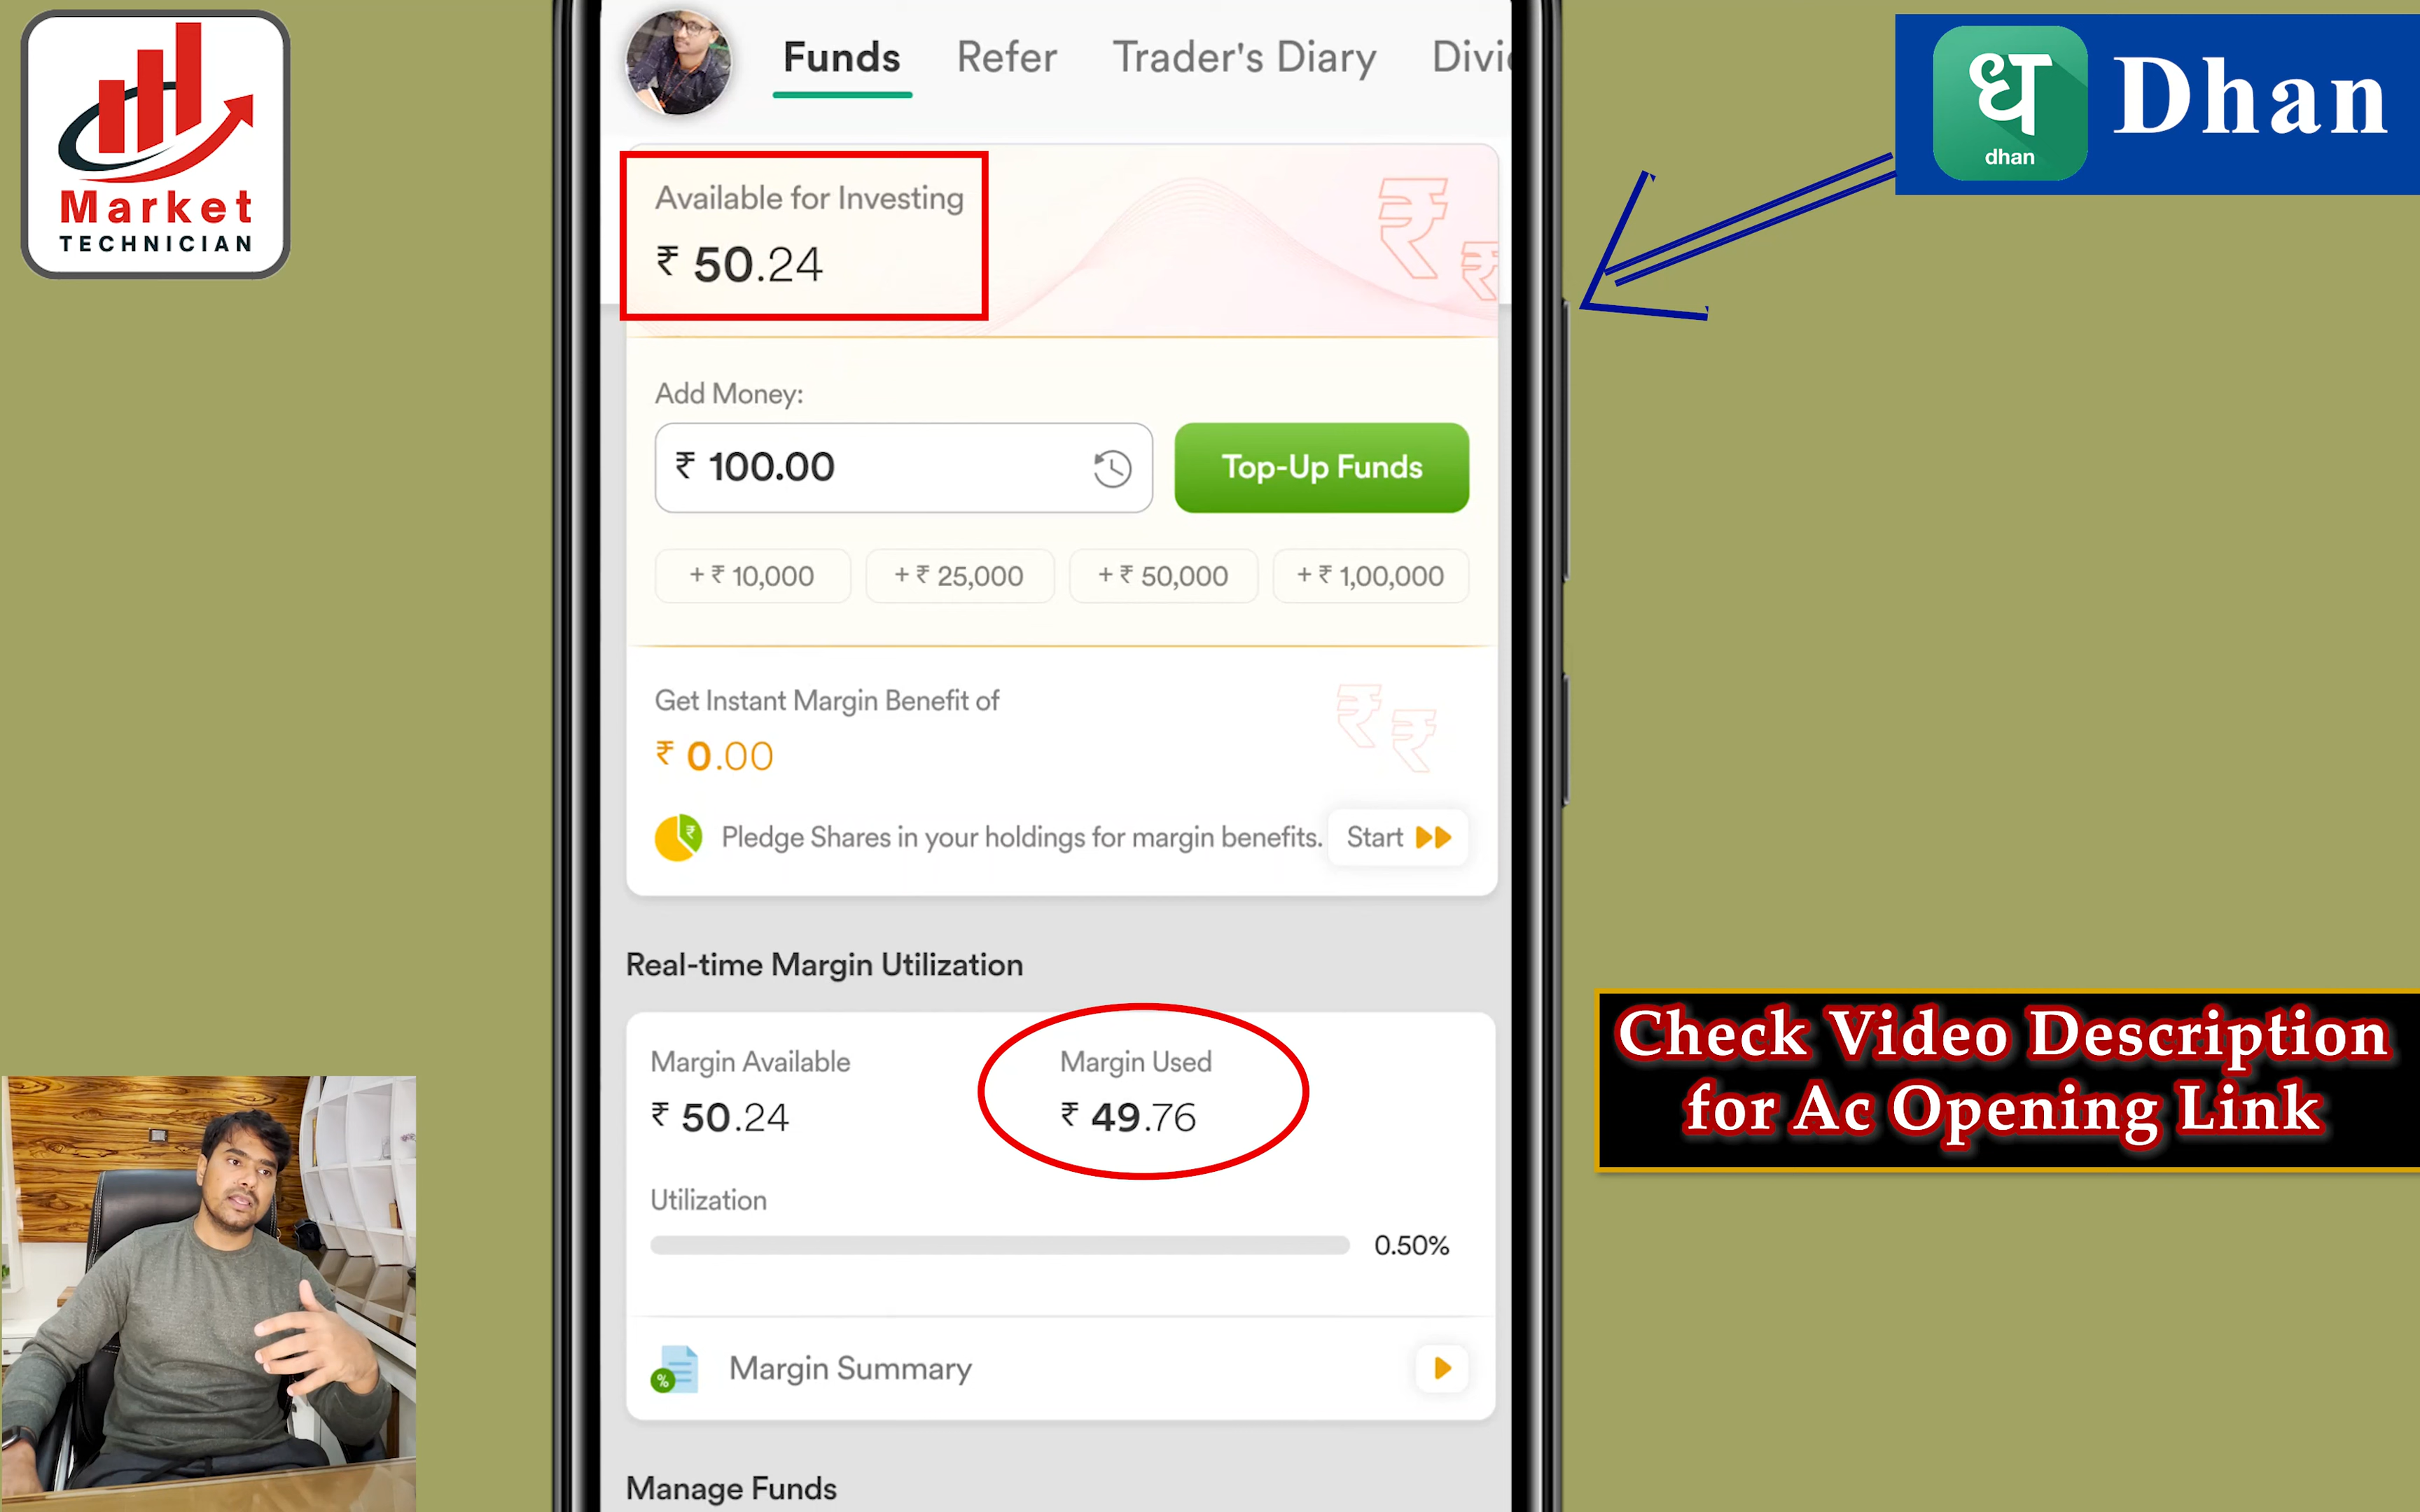 Market
TECHNICIAN
Funds Refer Trader's Diary
ध
dhan
Dhan
Available for Investing
₹ 50.24
Add Money:
₹ 100.00
Top-Up Funds
+ ₹ 10,000
+ ₹ 25,000
+ ₹ 50,000
+ ₹ 1,00,000
Get Instant Margin Benefit of
₹ 0.00
Pledge Shares in your holdings for margin benefits. Start
Real-time Margin Utilization
Margin Available
₹ 50.24
Margin Used
₹ 49.76
Utilization
0.50%
Margin Summary
Manage Funds
Check Video Description
for Ac Opening Link